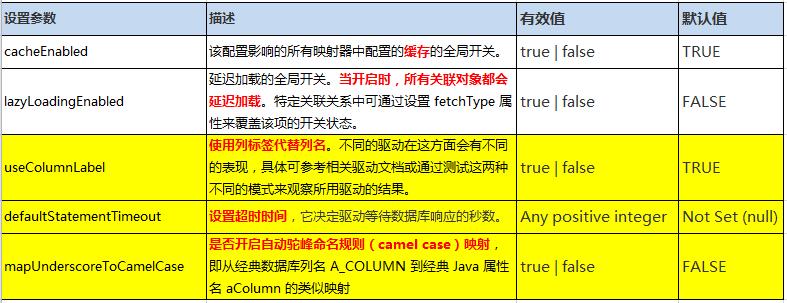 设置参数 描述 有效值 默认值
cacheEnabled 该配置影响的所有映射器中配置的缓存的全局开关。 true | false TRUE
延迟加载的全局开关。当开启时，所有关联对象都会
lazyLoadingEnabled 延迟加载。特定关联关系中可通过设置 fetchType 属 true | false FALSE
性来覆盖该项的开关状态。
使用列标签代替列名。不同的驱动在这方面会有不同
useColumnLabel 的表现，具体可参考相关驱动文档或通过测试这两种 true | false TRUE
不同的模式来观察所用驱动的结果。
defaultStatementTimeout 设置超时时间，它决定驱动等待数据库响应的秒数。 Any positive integer Not Set (null)
是否开启自动驼峰命名规则（camel case）映射，
mapUnderscoreToCamelCase 即从经典数据库列名 A_COLUMN 到经典 Java 属性 true | false FALSE
名 aColumn 的类似映射